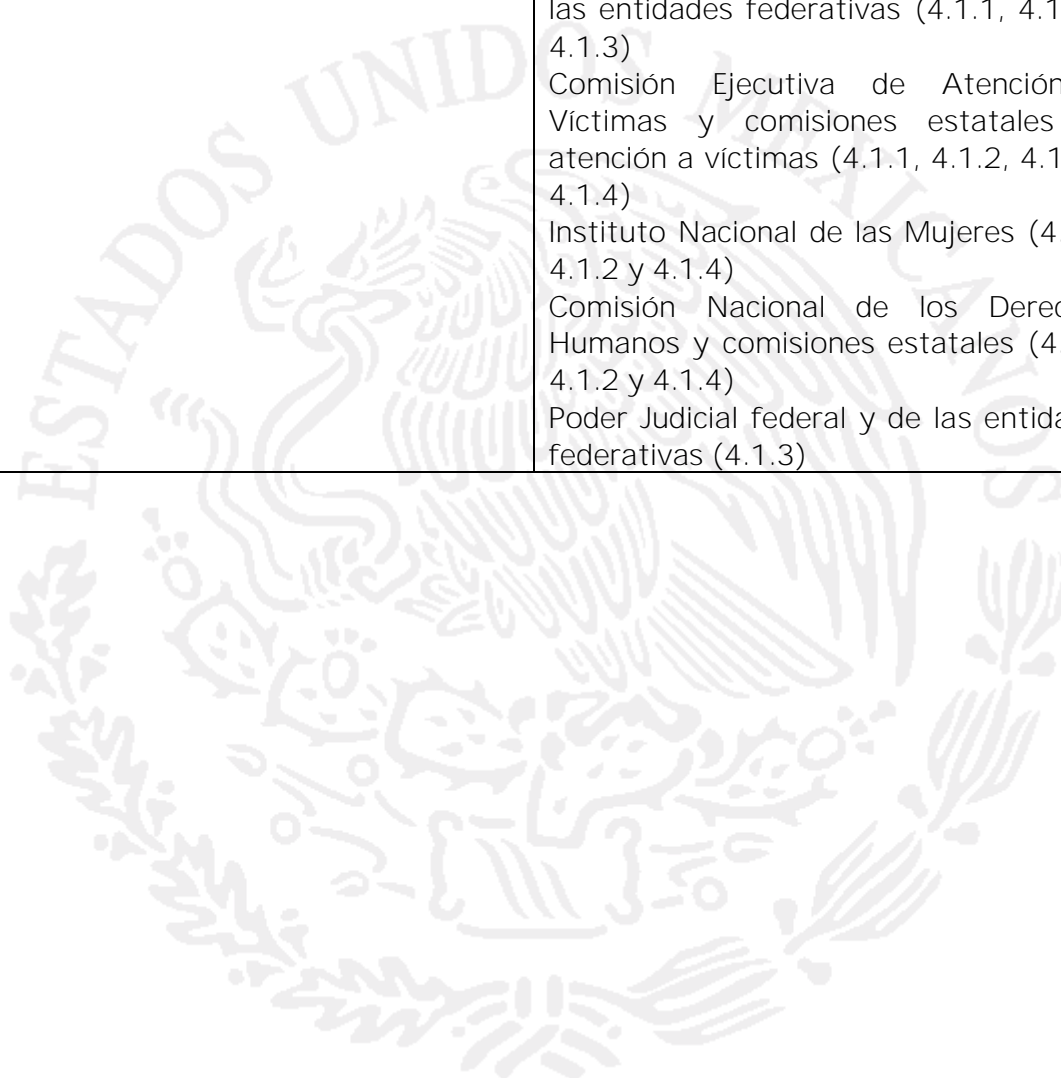 ESTADOS UNIDOS MEXICANOS
las entidades federativas (4.1.1, 4.1
4.1.3)
Comisión Ejecutiva de Atención
Víctimas y comisiones estatales
atención a víctimas (4.1.1, 4.1.2, 4.1
4.1.4)
Instituto Nacional de las Mujeres (4.
4.1.2 y 4.1.4)
Comisión Nacional de los
Humanos y comisiones estatales (4.
4.1.2 y 4.1.4)
Poder Judicial federal y de las
federativas (4.1.3)